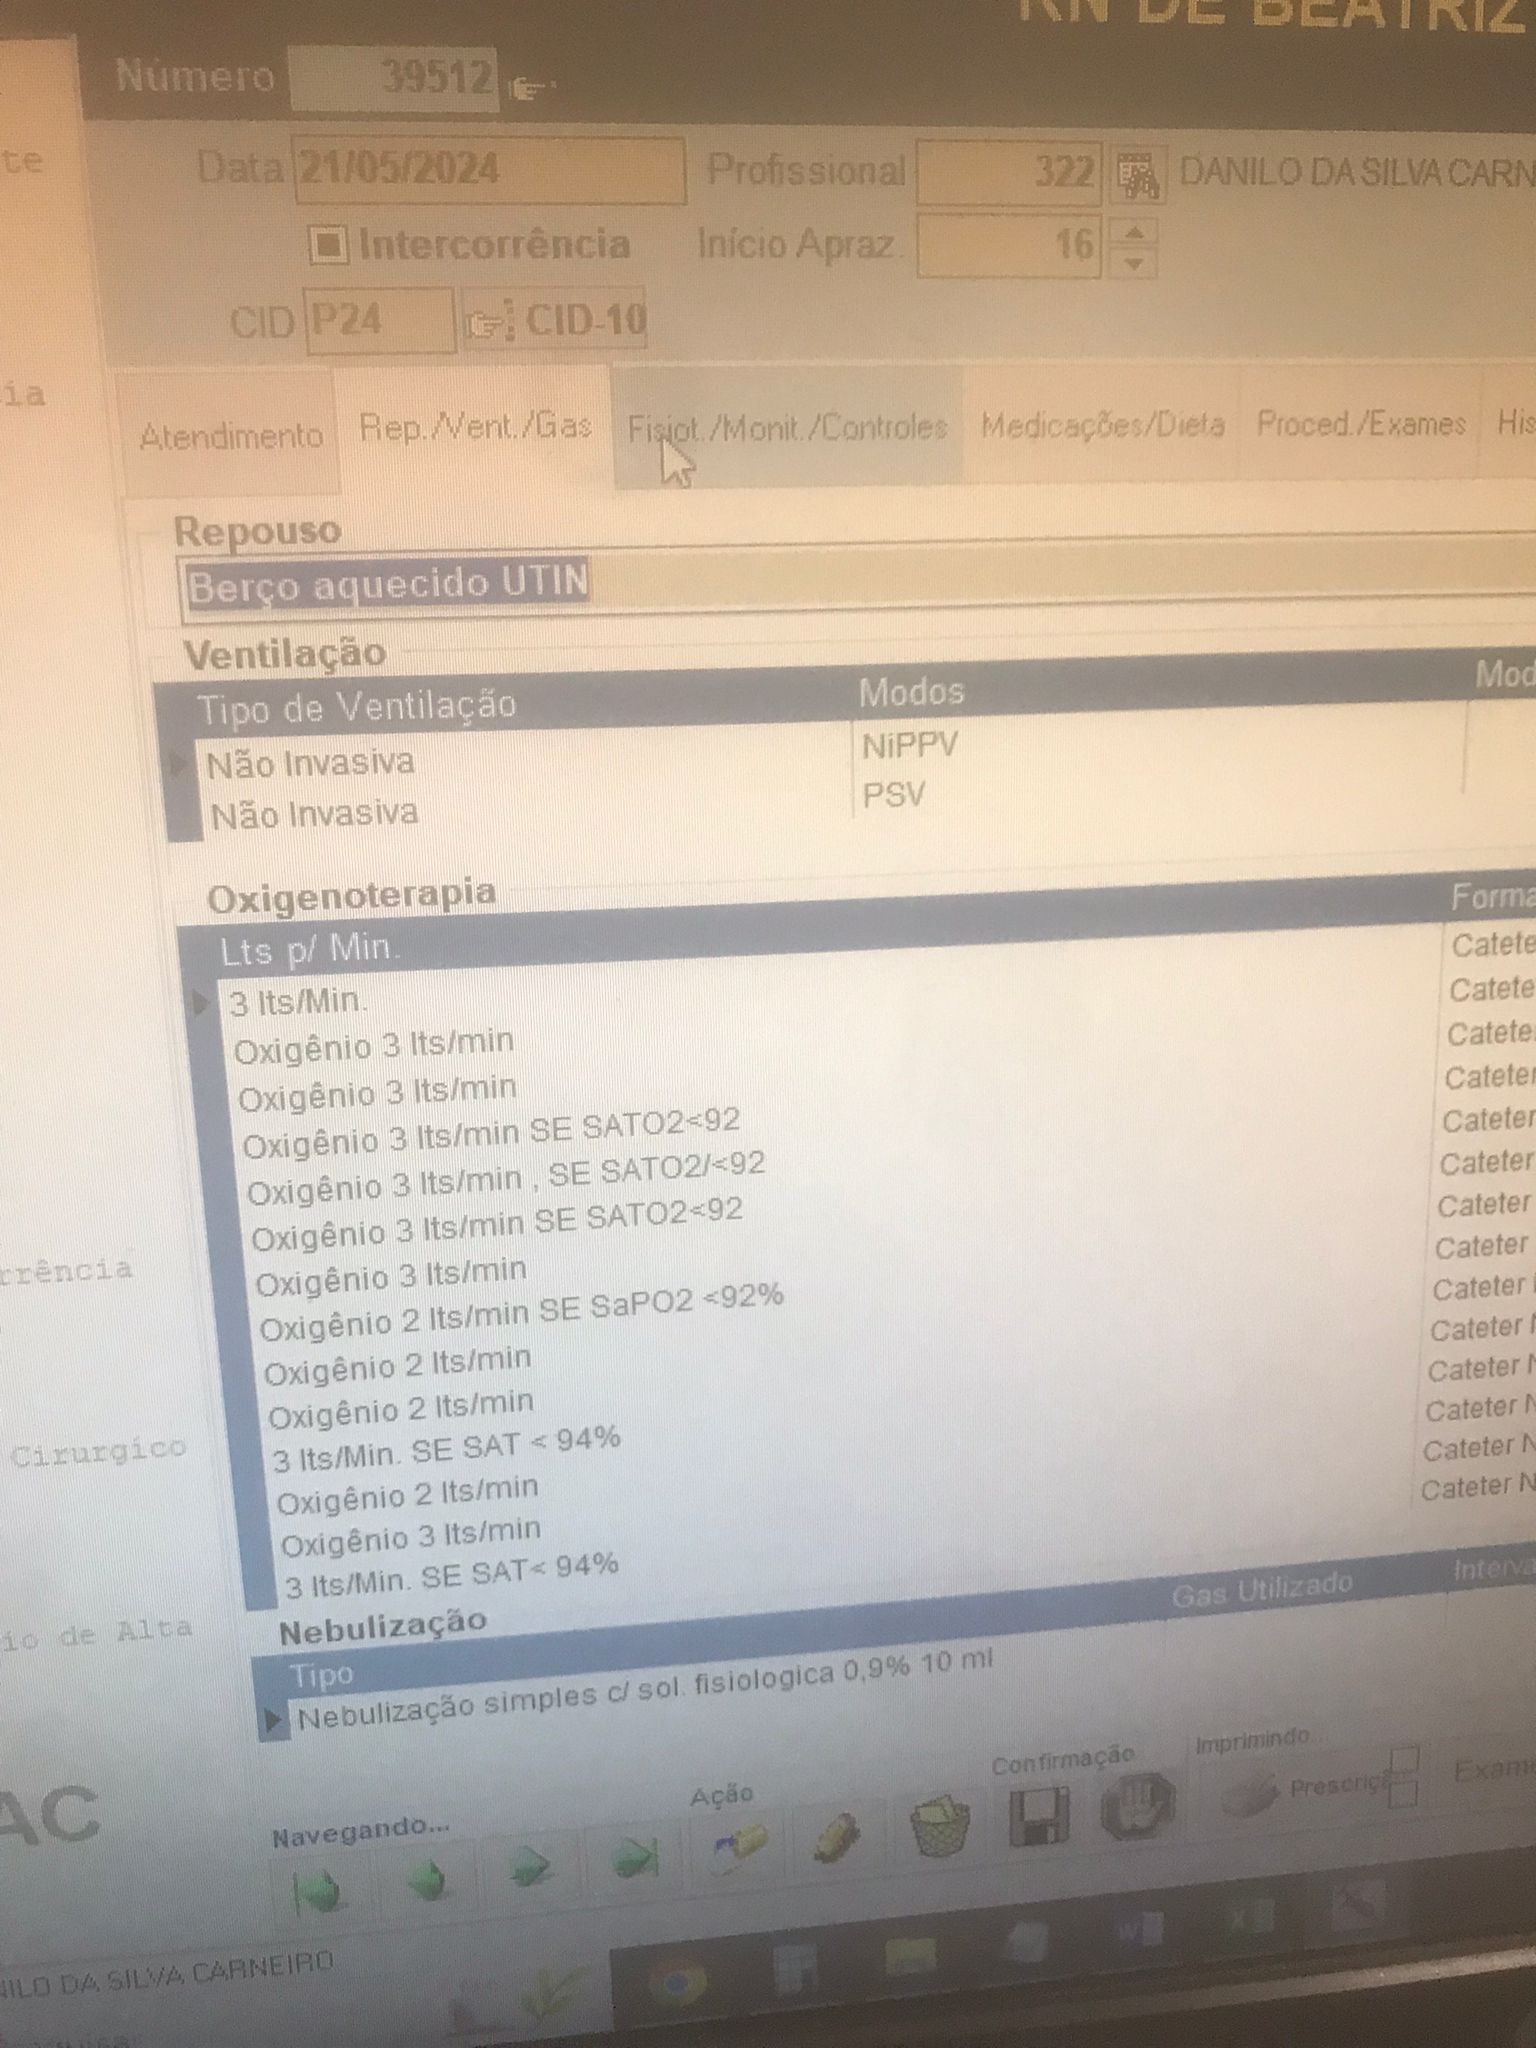 RN DE BEATRIZ
Número 39512
Data 21/05/2024 Profissional 322 DANILO DA SILVA CARN
Intercorrência Início Apraz. 16
CID P24 CID-10
Atendimento Rep./Vent./Gas Fisiot./Monit./Controles Medicações/Dieta Proced./Exames His
Repouso
Berço aquecido UTIN
Ventilação
Tipo de Ventilação Modos Mod
Não Invasiva NiPPV
Não Invasiva PSV
Oxigenoterapia
Lts p/ Min. Forma
3 lts/Min. Catete
Oxigênio 3 lts/min Catete
Oxigênio 3 lts/min Catete
Oxigênio 3 lts/min SE SATO2<92 Cateter
Oxigênio 3 lts/min , SE SATO2/<92 Cateter
Oxigênio 3 lts/min SE SATO2<92 Cateter
Oxigênio 3 lts/min Cateter
Oxigênio 2 lts/min SE SaPO2 <92% Cateter
Oxigênio 2 lts/min Cateter
Oxigênio 2 lts/min Cateter N
3 lts/Min. SE SAT < 94% Cateter N
Oxigênio 2 lts/min Cateter N
Oxigênio 3 lts/min Cateter N
3 lts/Min. SE SAT< 94% Cateter N
Nebulização
Tipo Gas Utilizado Interva
Nebulização simples c/ sol. fisiologica 0,9% 10 ml
te
ia
rrência
Cirurgico
io de Alta
AC
Navegando... Ação Confirmação Imprimindo...
Prescriçã Exam
NILO DA SILVA CARNEIRO